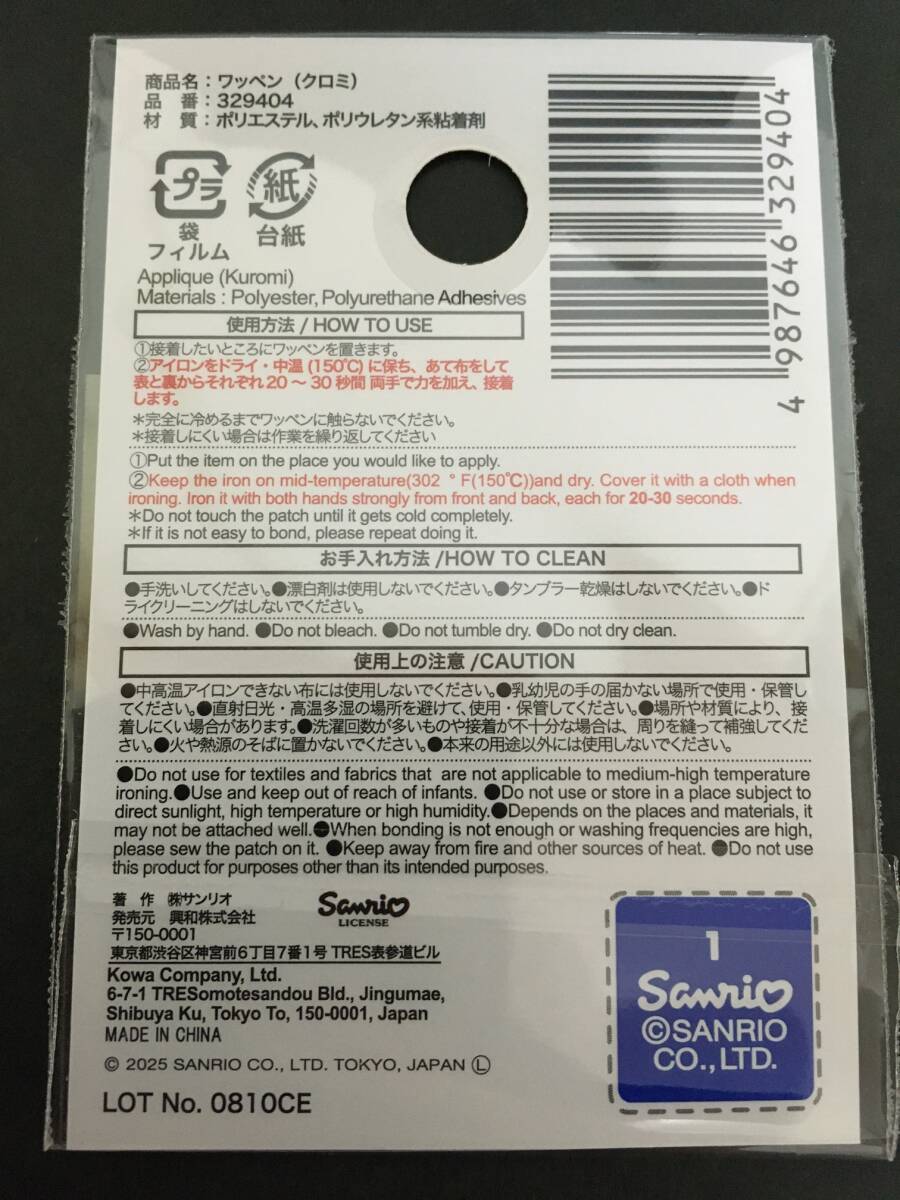 商品名：ワッペン（クロミ）
品　番：329404
材　質：ポリエステル、ポリウレタン系粘着剤
4 987646 329404
プラ
紙
袋
フィルム
台紙
Applique (Kuromi)
Materials : Polyester, Polyurethane Adhesives
使用方法 / HOW TO USE
①接着したいところにワッペンを置きます。
②アイロンをドライ・中温 (150℃) に保ち、あて布をして
表と裏からそれぞれ20～30秒間 両手で力を加え、接着
します。
＊完全に冷めるまでワッペンに触らないでください。
＊接着しにくい場合は作業を繰り返してください
①Put the item on the place you would like to apply.
②Keep the iron on mid-temperature(302 ° F(150℃))and dry. Cover it with a cloth when
ironing. Iron it with both hands strongly from front and back, each for 20-30 seconds.
＊Do not touch the patch until it gets cold completely.
＊If it is not easy to bond, please repeat doing it.
お手入れ方法 /HOW TO CLEAN
●手洗いしてください。●漂白剤は使用しないでください。●タンブラー乾燥はしないでください。●ド
ライクリーニングはしないでください。
●Wash by hand. ●Do not bleach. ●Do not tumble dry. ●Do not dry clean.
使用上の注意 /CAUTION
●中高温アイロンできない布には使用しないでください。●乳幼児の手の届かない場所で使用・保管し
てください。●直射日光・高温多湿の場所を避けて、使用・保管してください。●場所や材質により、接
着しにくい場合があります。●洗濯回数が多いものや接着が不十分な場合は、周りを縫って補強してくだ
さい。●火や熱源のそばに置かないでください。●本来の用途以外には使用しないでください。
●Do not use for textiles and fabrics that are not applicable to medium-high temperature
ironing.●Use and keep out of reach of infants. ●Do not use or store in a place subject to
direct sunlight, high temperature or high humidity.●Depends on the places and materials, it
may not be attached well.●When bonding is not enough or washing frequencies are high,
please sew the patch on it. ●Keep away from fire and other sources of heat. ●Do not use
this product for purposes other than its intended purposes.
著　作　㈱サンリオ
発売元　興和株式会社
〒150-0001
東京都渋谷区神宮前6丁目7番1号 TRES表参道ビル
Sanrio
LICENSE
Kowa Company, Ltd.
6-7-1 TRESomotesandou Bld., Jingumae,
Shibuya Ku, Tokyo To, 150-0001, Japan
MADE IN CHINA
© 2025 SANRIO CO., LTD. TOKYO, JAPAN Ⓛ
LOT No. 0810CE
1
Sanrio
©SANRIO
CO.,LTD.